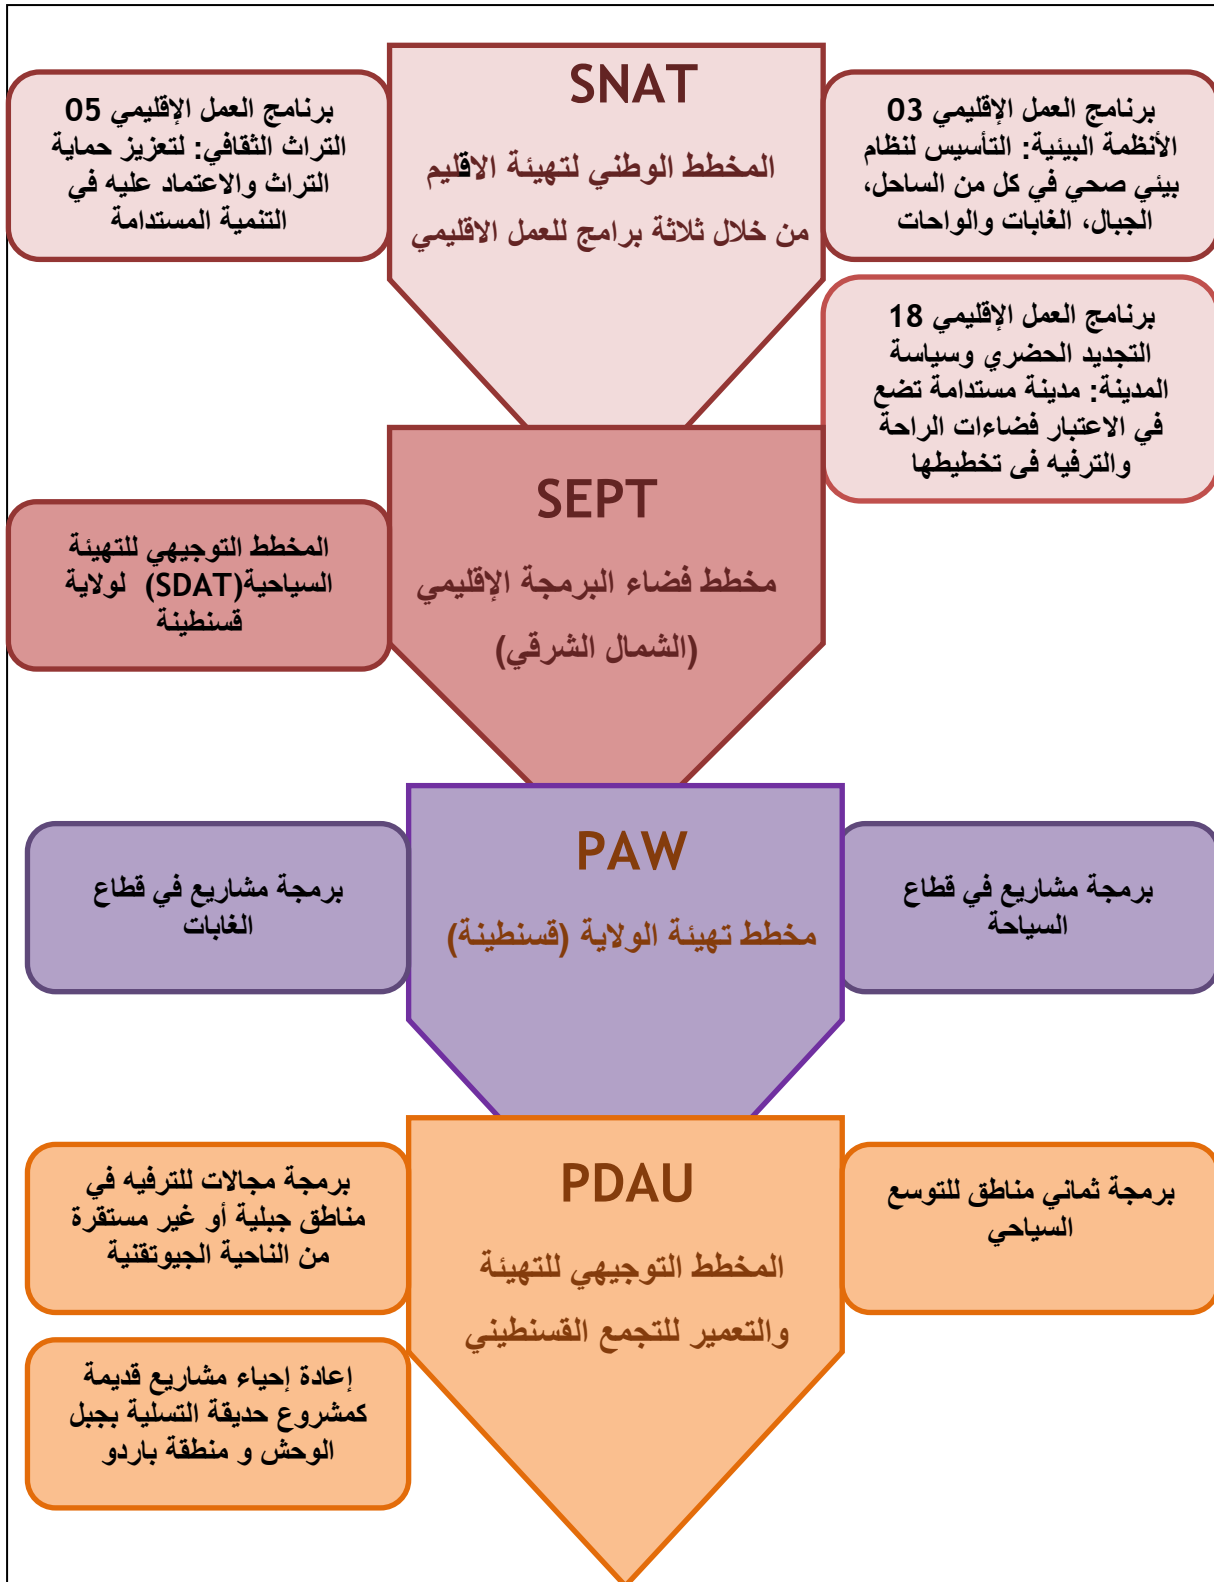 SNAT
المخطط الوطني لتهيئة الاقليم
من خلال ثلاثة برامج للعمل الاقليمي
برنامج العمل الإقليمي 03
الأنظمة البيئية: التأسيس لنظام
بيئي صحي في كل من الساحل،
الجبال، الغابات والواحات
برنامج العمل الإقليمي 05
التراث الثقافي: لتعزيز حماية
التراث والاعتماد عليه في
التنمية المستدامة
برنامج العمل الإقليمي 18
التجديد الحضري وسياسة
المدينة: مدينة مستدامة تضع
في الاعتبار فضاءات الراحة
والترفيه في تخطيطها
SEPT
مخطط فضاء البرمجة الإقليمي
(الشمال الشرقي)
المخطط التوجيهي للتهيئة
السياحية(SDAT) لولاية
قسنطينة
PAW
مخطط تهيئة الولاية (قسنطينة)
برمجة مشاريع في قطاع
السياحة
برمجة مشاريع في قطاع
الغابات
PDAU
المخطط التوجيهي للتهيئة
والتعمير للتجمع القسنطيني
برمجة ثماني مناطق للتوسع
السياحي
برمجة مجالات للترفيه في
مناطق جبلية أو غير مستقرة
من الناحية الجيوتقنية
إعادة إحياء مشاريع قديمة
كمشروع حديقة التسلية بجبل
الوحش و منطقة باردو